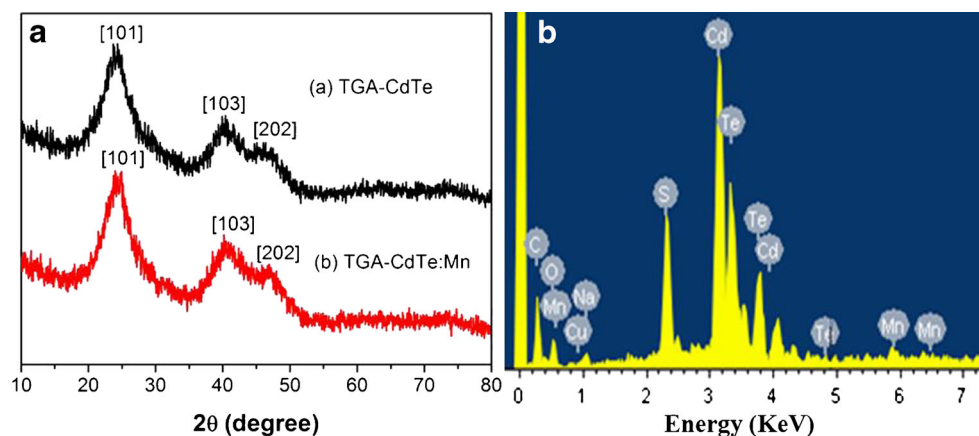 a
[101]
(a) TGA-CdTe
[103]
[202]
[101]
[103]
[202]
(b) TGA-CdTe:Mn
10 20 30 40 50 60 70 80
2θ (degree)
b
Cd
Te
S
Te
Cd
C
O
Na
Mn
Cu
Te
Mn
Mn
0 1 2 3 4 5 6 7
Energy (KeV)